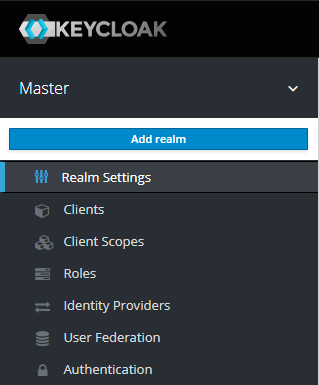 KEYCLOAK
Master
Add realm
Realm Settings
Clients
Client Scopes
Roles
Identity Providers
User Federation
Authentication